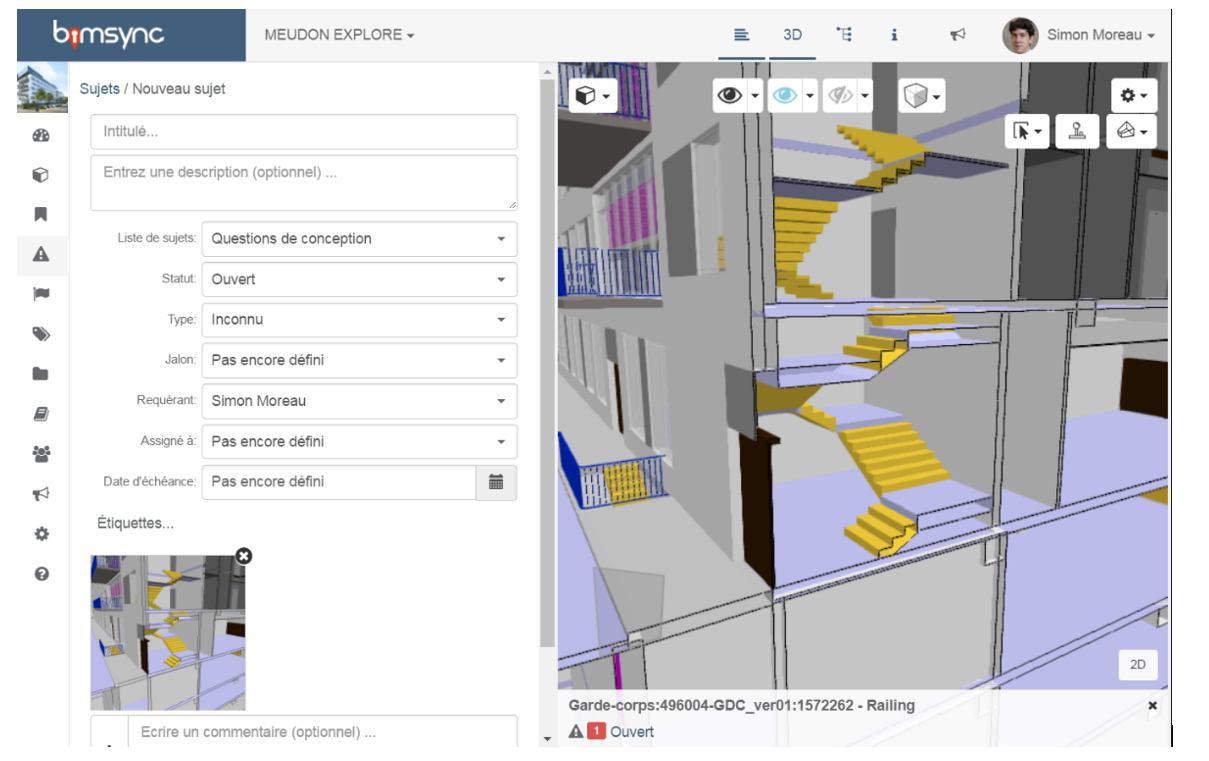 bimsync
MEUDON EXPLORE
3D
Simon Moreau
Sujets / Nouveau sujet
Intitulé...
Entrez une description (optionnel) ...
Liste de sujets: Questions de conception
Statut: Ouvert
Type: Inconnu
Jalon: Pas encore défini
Requérant: Simon Moreau
Assigné à: Pas encore défini
Date d'échéance: Pas encore défini
Étiquettes...
Ecrire un commentaire (optionnel) ...
2D
Garde-corps:496004-GDC_ver01:1572262 - Railing
1 Ouvert